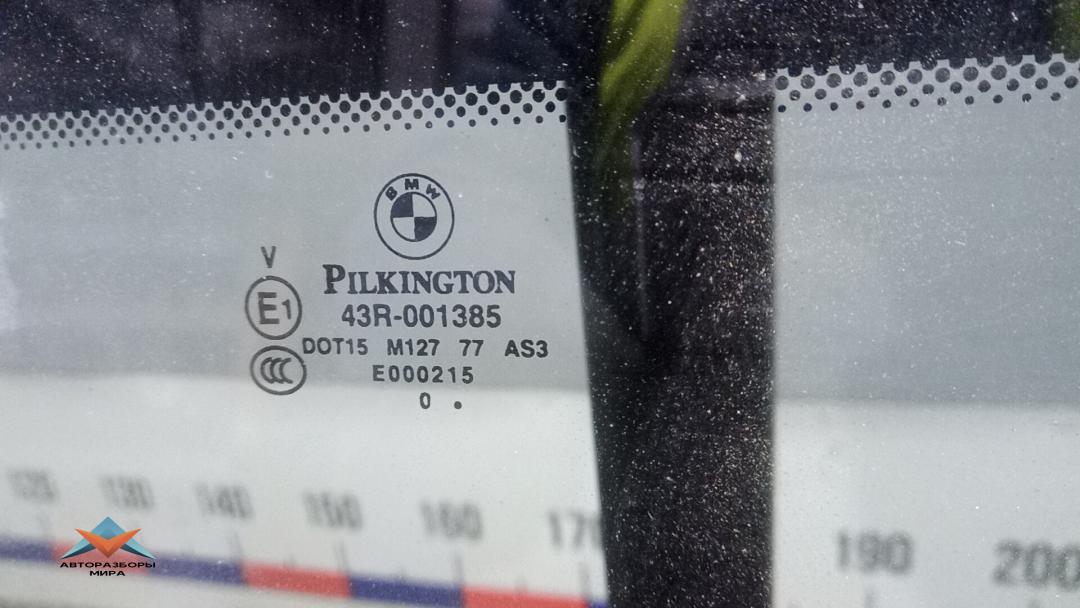 BMW
V
PILKINGTON
E1
43R-001385
DOT15 M127 77 AS3
CCC
E000215
0 .
130 140 150 160 170 190 200
АВТОРАЗБОРЫ
МИРА